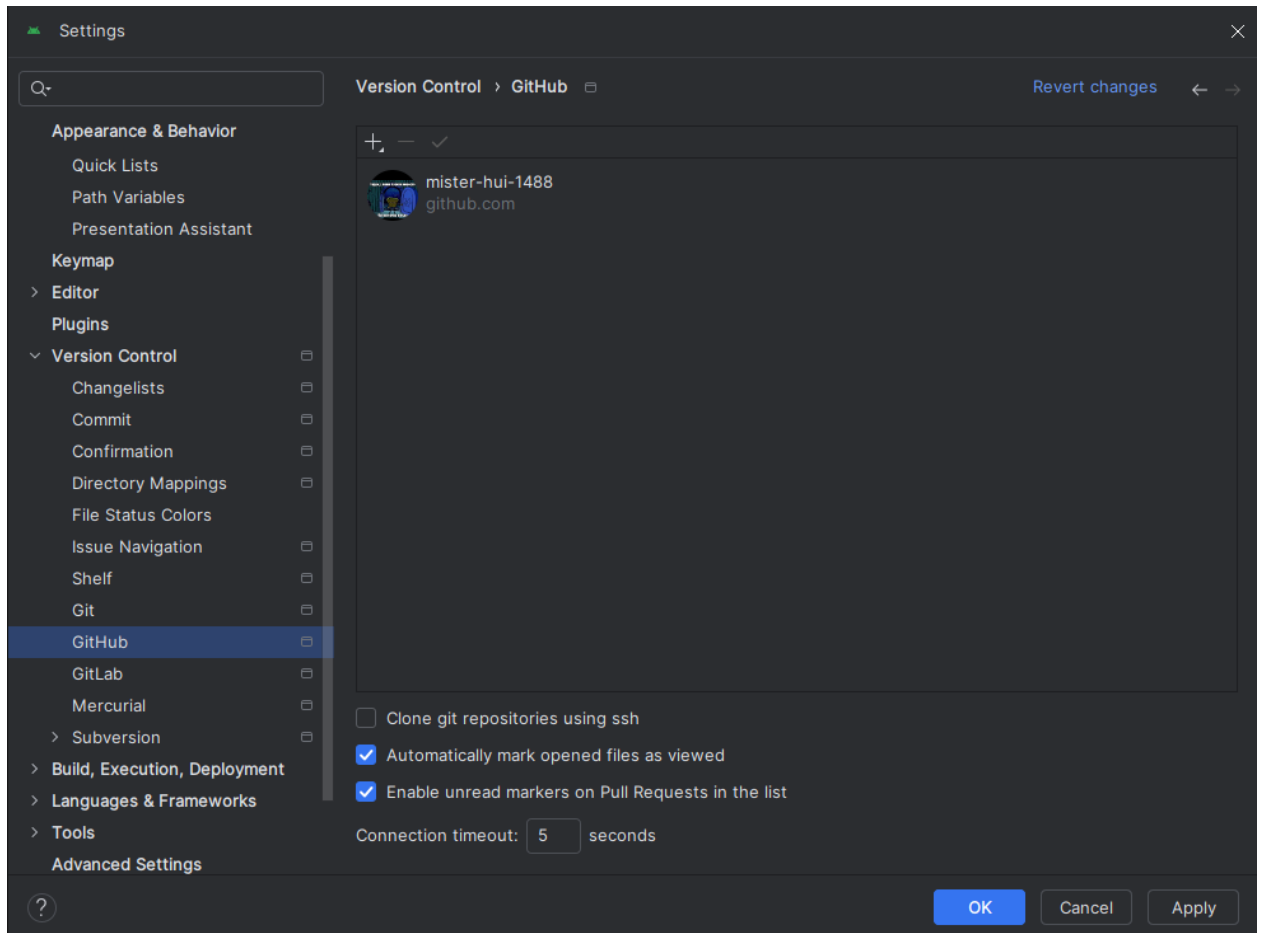 Settings
Version Control › GitHub
Revert changes
Appearance & Behavior
Quick Lists
Path Variables
Presentation Assistant
Keymap
Editor
Plugins
Version Control
Changelists
Commit
Confirmation
Directory Mappings
File Status Colors
Issue Navigation
Shelf
Git
GitHub
GitLab
Mercurial
Subversion
Build, Execution, Deployment
Languages & Frameworks
Tools
Advanced Settings
mister-hui-1488
github.com
Clone git repositories using ssh
Automatically mark opened files as viewed
Enable unread markers on Pull Requests in the list
Connection timeout: 5 seconds
?
OK
Cancel
Apply